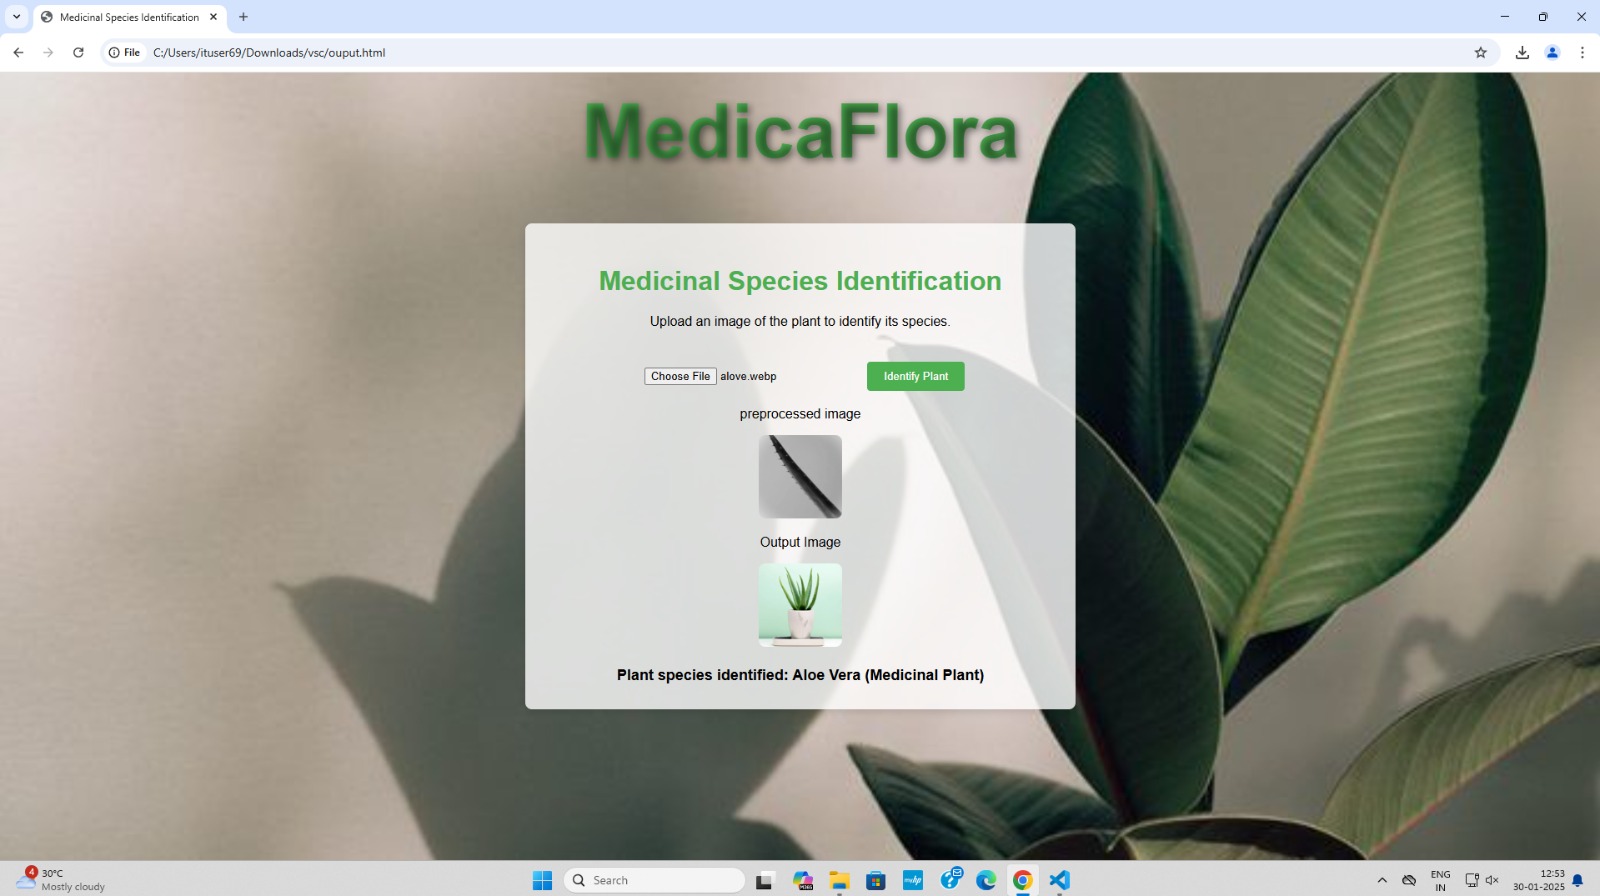 Medicinal Species Identification
File C:/Users/ituser69/Downloads/vsc/ouput.html
MedicaFlora
Medicinal Species Identification
Upload an image of the plant to identify its species.
Choose File alove.webp Identify Plant
preprocessed image
Output Image
Plant species identified: Aloe Vera (Medicinal Plant)
4
30°C
Mostly cloudy
Search
M365
myhp
ENG
IN
12:53
30-01-2025